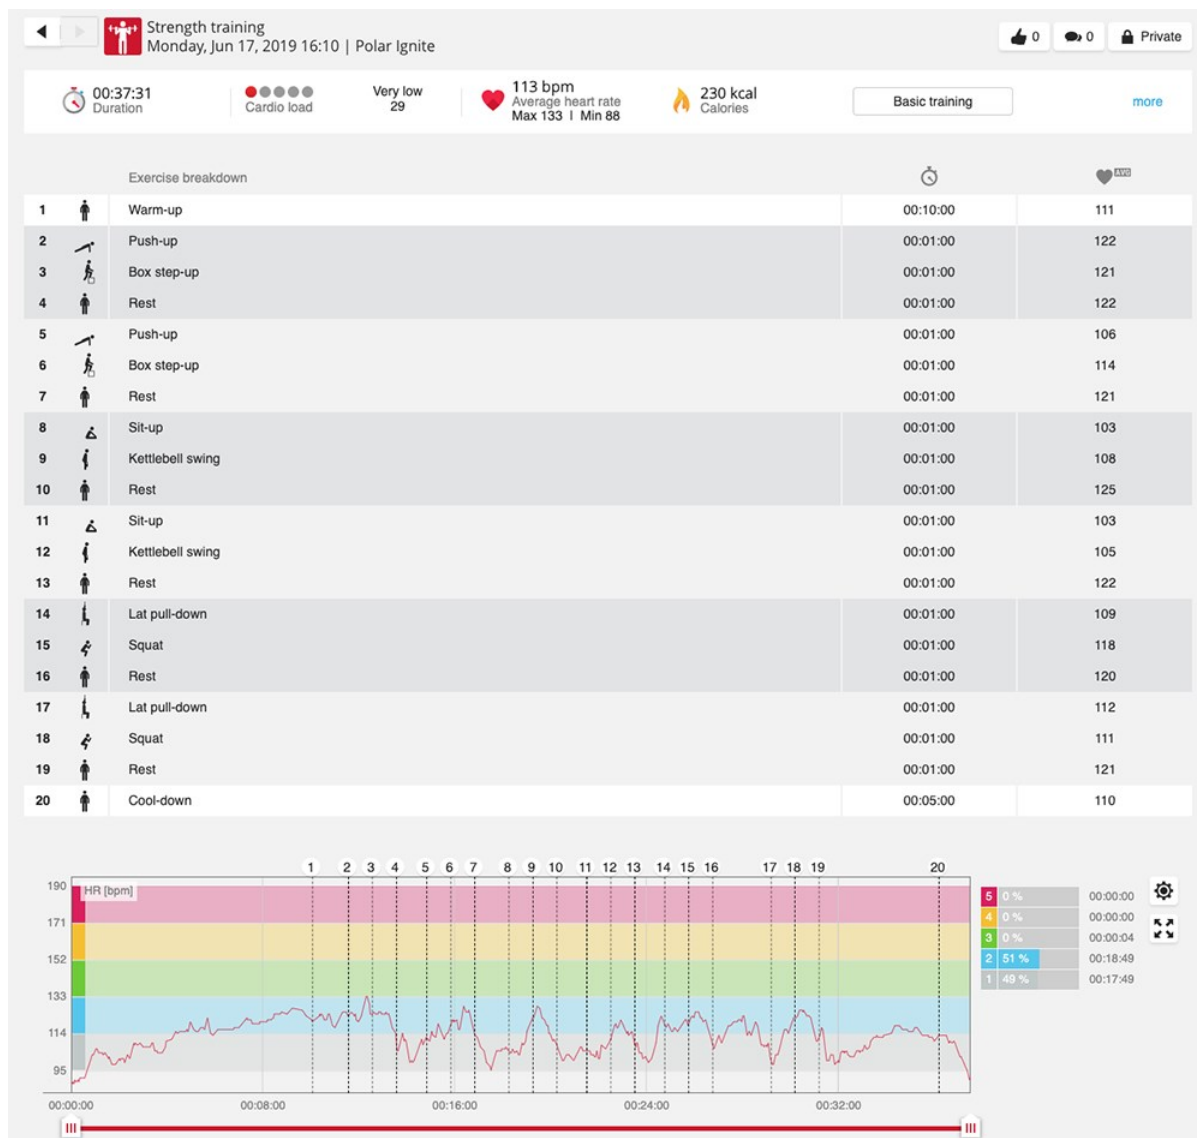 Strength training
Monday, Jun 17, 2019 16:10 | Polar Ignite
0
0
Private
00:37:31
Duration
Cardio load
Very low
29
113 bpm
Average heart rate
Max 133 | Min 88
230 kcal
Calories
Basic training
more
Exercise breakdown
AVG
1 Warm-up 00:10:00 111
2 Push-up 00:01:00 122
3 Box step-up 00:01:00 121
4 Rest 00:01:00 122
5 Push-up 00:01:00 106
6 Box step-up 00:01:00 114
7 Rest 00:01:00 121
8 Sit-up 00:01:00 103
9 Kettlebell swing 00:01:00 108
10 Rest 00:01:00 125
11 Sit-up 00:01:00 103
12 Kettlebell swing 00:01:00 105
13 Rest 00:01:00 122
14 Lat pull-down 00:01:00 109
15 Squat 00:01:00 118
16 Rest 00:01:00 120
17 Lat pull-down 00:01:00 112
18 Squat 00:01:00 111
19 Rest 00:01:00 121
20 Cool-down 00:05:00 110
1 2 3 4 5 6 7 8 9 10 11 12 13 14 15 16 17 18 19 20
HR [bpm]
190
171
152
133
114
95
00:00:00 00:08:00 00:16:00 00:24:00 00:32:00
5 0 % 00:00:00
4 0 % 00:00:00
3 0 % 00:00:04
2 51 % 00:18:49
1 49 % 00:17:49